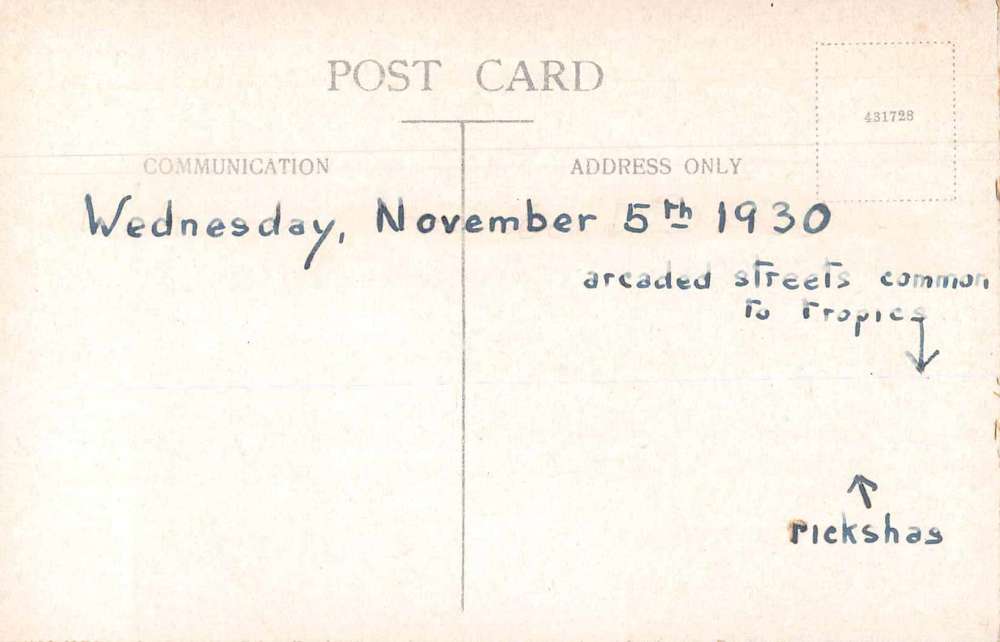 POST CARD
431728
COMMUNICATION
ADDRESS ONLY
Wednesday, November 5th 1930
arcaded streets common
to tropics
rickshas